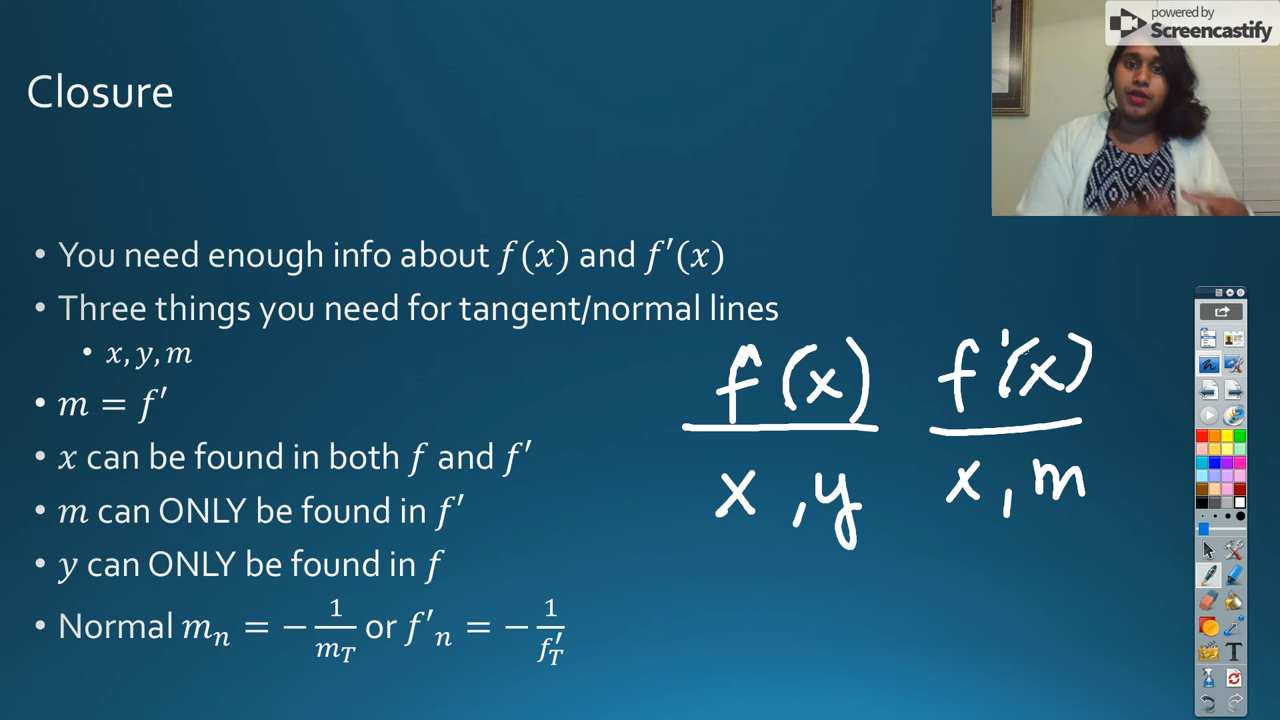 powered by
Screencastify
Closure
• You need enough info about f(x) and f′(x)
• Three things you need for tangent/normal lines
• x, y, m
• m = f′
• x can be found in both f and f′
• m can ONLY be found in f′
• y can ONLY be found in f
• Normal mₙ = −1/m_T or f′ₙ = −1/f′_T
f(x) f'(x)
x, y x, m
T